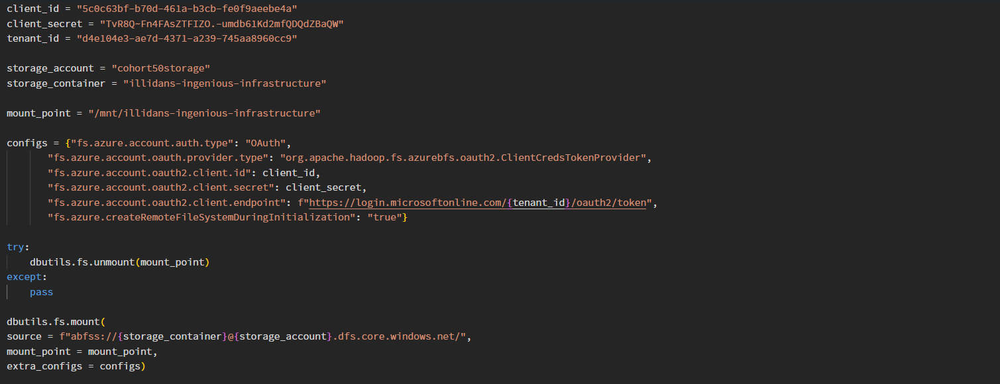 client_id = "5c0c63bf-b70d-461a-b3cb-fe0f9aeebe4a"
client_secret = "TvR8Q~Fn4FAsZTFIZO.-umdb61Kd2mfQDQdZBaQW"
tenant_id = "d4e104e3-ae7d-4371-a239-745aa8960cc9"
storage_account = "cohort50storage"
storage_container = "illidans-ingenious-infrastructure"
mount_point = "/mnt/illidans-ingenious-infrastructure"
configs = {"fs.azure.account.auth.type": "OAuth",
"fs.azure.account.oauth.provider.type": "org.apache.hadoop.fs.azurebfs.oauth2.ClientCredsTokenProvider",
"fs.azure.account.oauth2.client.id": client_id,
"fs.azure.account.oauth2.client.secret": client_secret,
"fs.azure.account.oauth2.client.endpoint": f"https://login.microsoftonline.com/{tenant_id}/oauth2/token",
"fs.azure.createRemoteFileSystemDuringInitialization": "true"}
try:
dbutils.fs.unmount(mount_point)
except:
pass
dbutils.fs.mount(
source = f"abfss://{storage_container}@{storage_account}.dfs.core.windows.net/",
mount_point = mount_point,
extra_configs = configs)